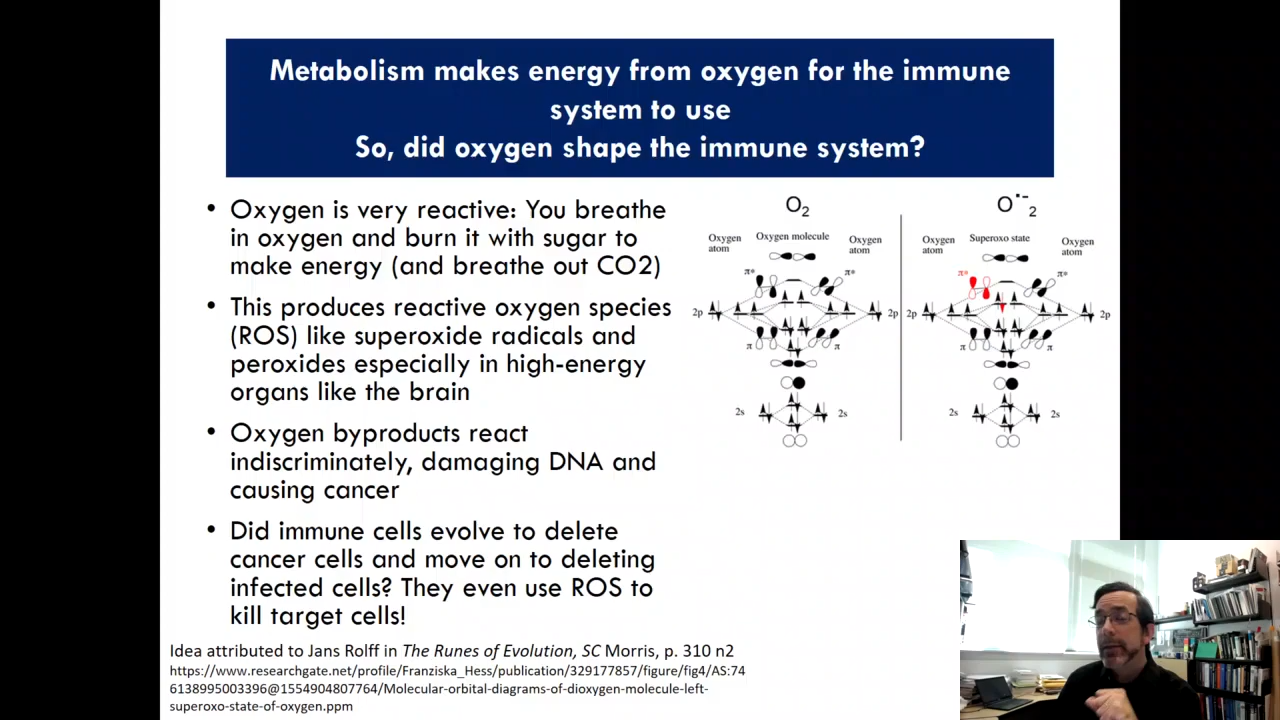 Metabolism makes energy from oxygen for the immune
system to use
So, did oxygen shape the immune system?
• Oxygen is very reactive: You breathe
in oxygen and burn it with sugar to
make energy (and breathe out CO2)
• This produces reactive oxygen species
(ROS) like superoxide radicals and
peroxides especially in high-energy
organs like the brain
• Oxygen byproducts react
indiscriminately, damaging DNA and
causing cancer
• Did immune cells evolve to delete
cancer cells and move on to deleting
infected cells? They even use ROS to
kill target cells!
O2
Oxygen
atom
Oxygen molecule
Oxygen
atom
π*
π*
2p
2p
π
π
2s
2s
O•−2
Oxygen
atom
Superoxo state
Oxygen
atom
π*
π*
2p
2p
π
π
2s
2s
Idea attributed to Jans Rolff in The Runes of Evolution, SC Morris, p. 310 n2
https://www.researchgate.net/profile/Franziska_Hess/publication/329177857/figure/fig4/AS:74
6138995003396@1554904807764/Molecular-orbital-diagrams-of-dioxygen-molecule-left-
superoxo-state-of-oxygen.ppm